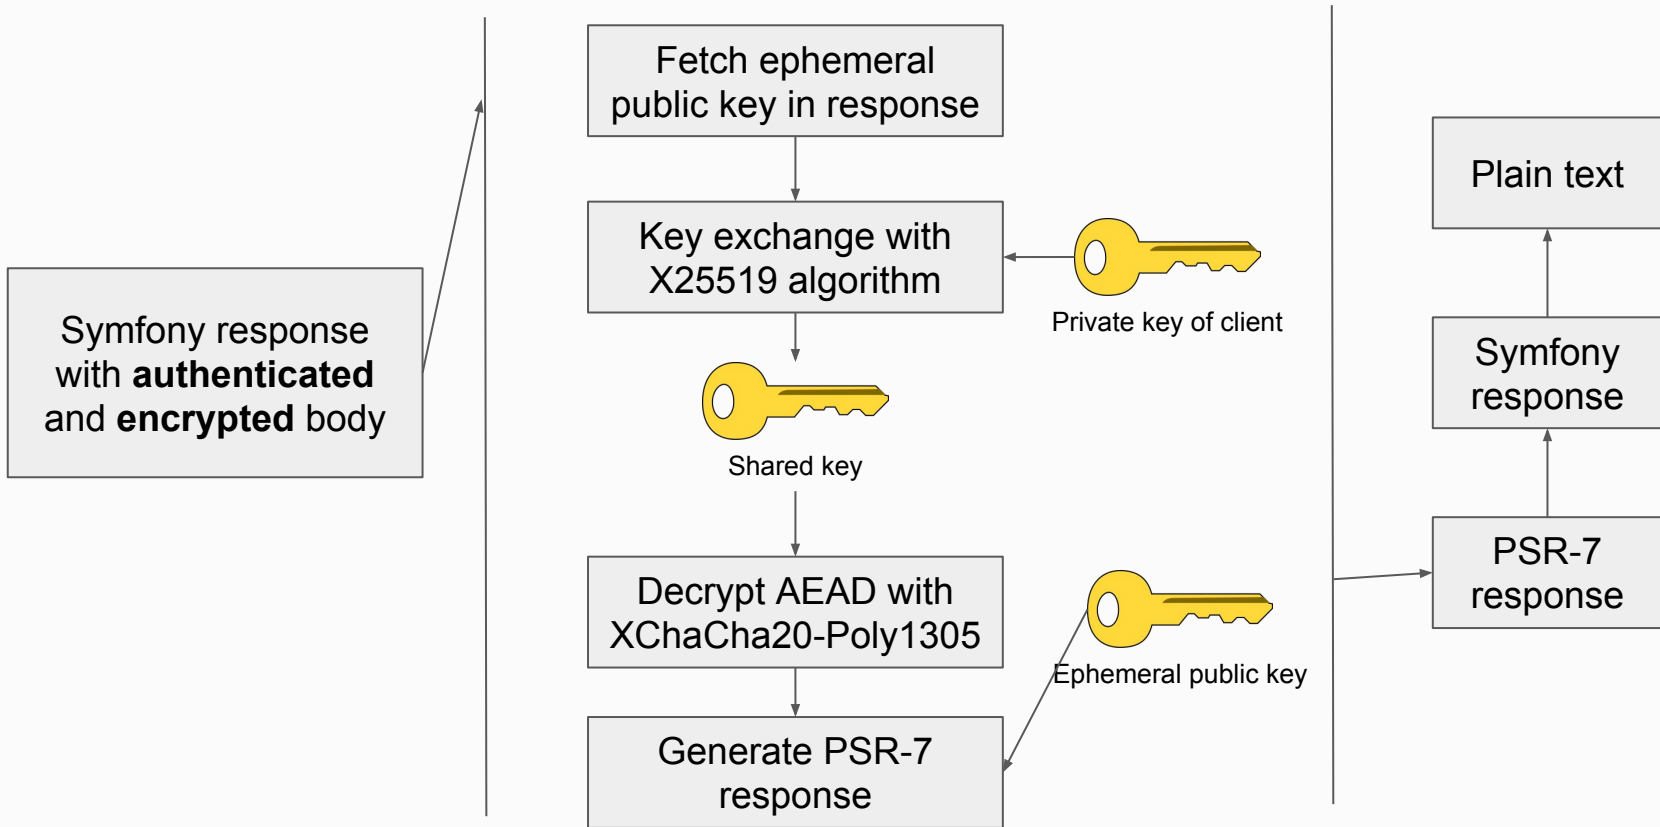 Symfony response
with authenticated
and encrypted body
Fetch ephemeral
public key in response
Key exchange with
X25519 algorithm
Private key of client
Shared key
Decrypt AEAD with
XChaCha20-Poly1305
Ephemeral public key
Generate PSR-7
response
Plain text
Symfony
response
PSR-7
response